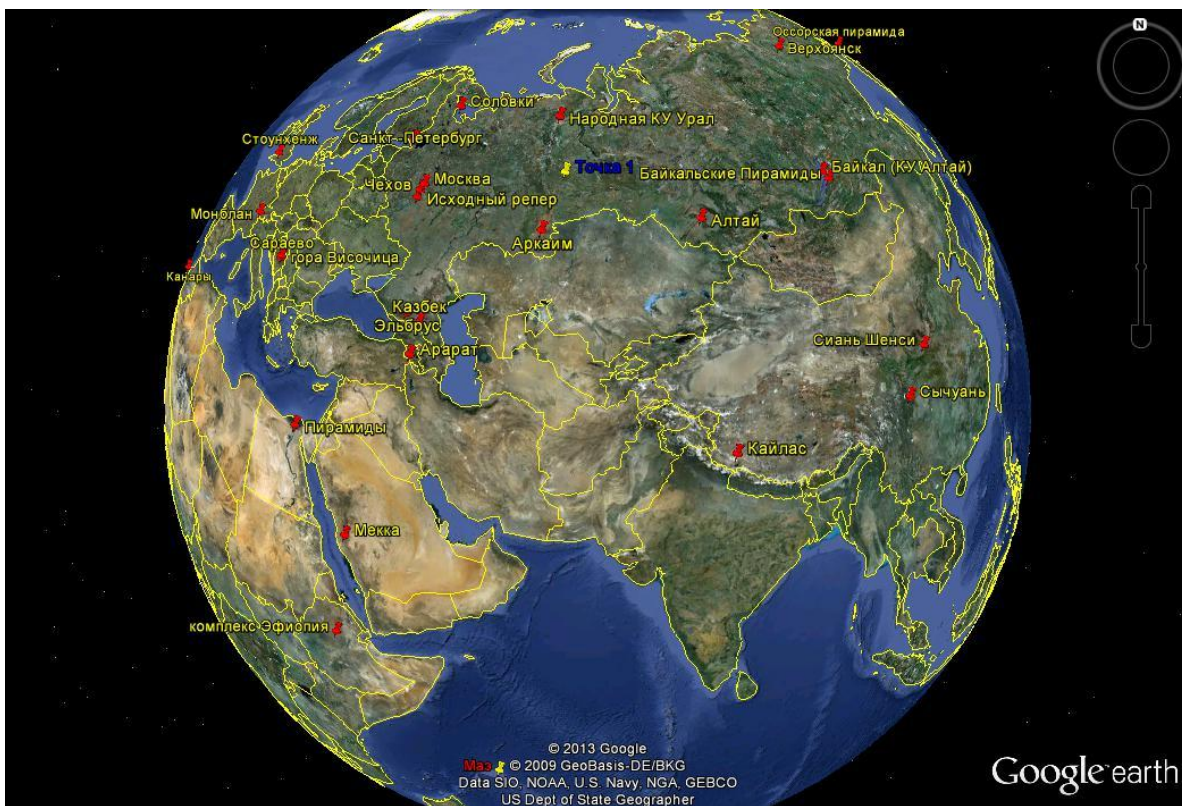 N
Оссорская пирамида
Верхоянск
Соловки
Народная КУ Урал
Стоунхенж
Санкт -Петербург
Точка 1
Байкальские Пирамиды
Байкал (КУ Алтай)
Москва
Чехов
Исходный репер
Монблан
Алтай
Аркаим
Сараево
гора Височица
Канары
Казбек
Эльбрус
Арарат
Сиань Шенси
Сычуань
Пирамиды
Кайлас
Мекка
комплекс Эфиопия
Маэ
© 2013 Google
© 2009 GeoBasis-DE/BKG
Data SIO, NOAA, U.S. Navy, NGA, GEBCO
US Dept of State Geographer
Google earth